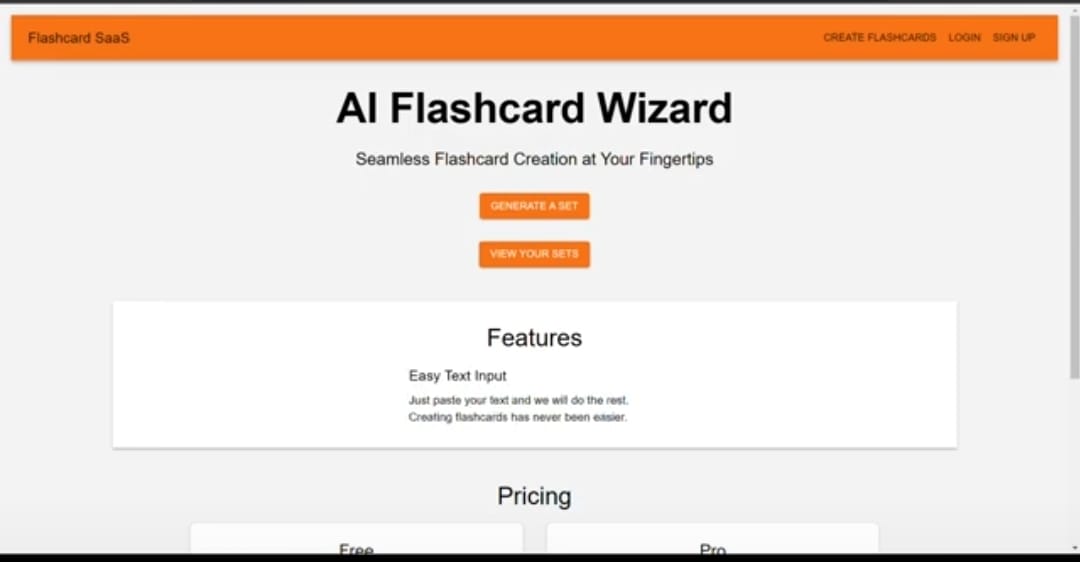 Flashcard SaaS
CREATE FLASHCARDS LOGIN SIGN UP
AI Flashcard Wizard
Seamless Flashcard Creation at Your Fingertips
GENERATE A SET
VIEW YOUR SETS
Features
Easy Text Input
Just paste your text and we will do the rest.
Creating flashcards has never been easier.
Pricing
Free
Pro